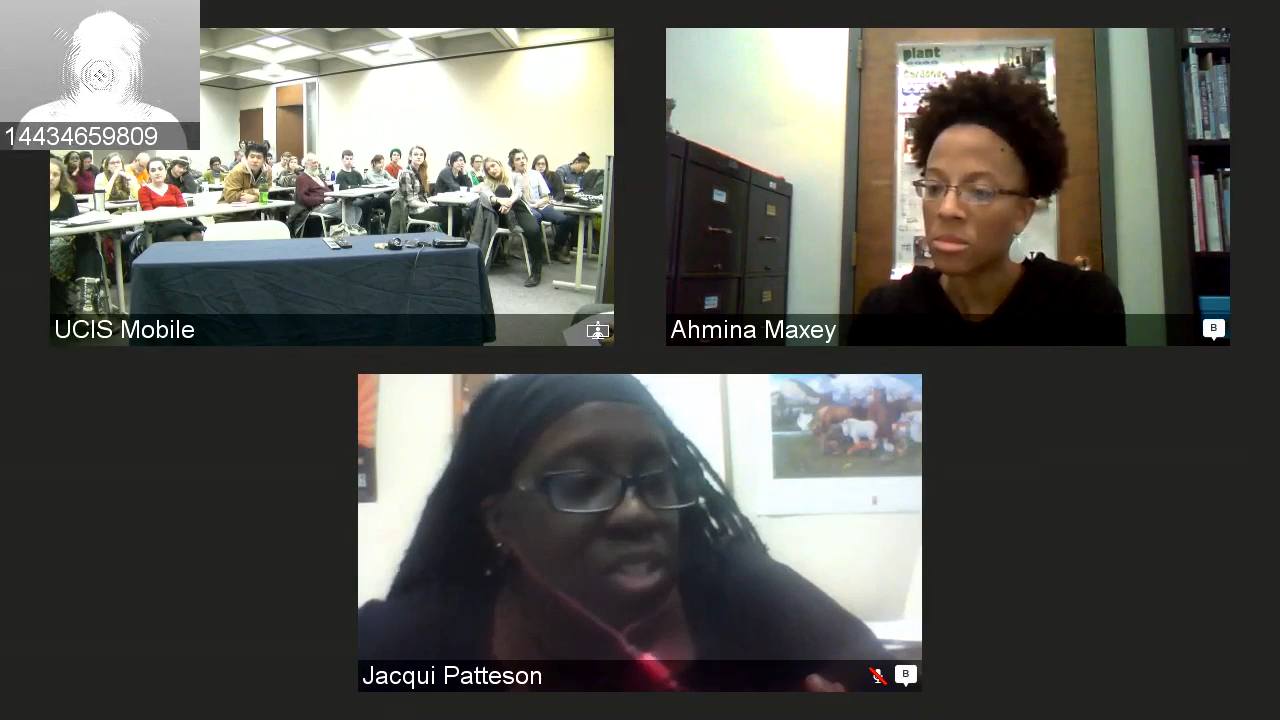 14434659809
UCIS Mobile
plant
Ahmina Maxey
B
Jacqui Patteson
B